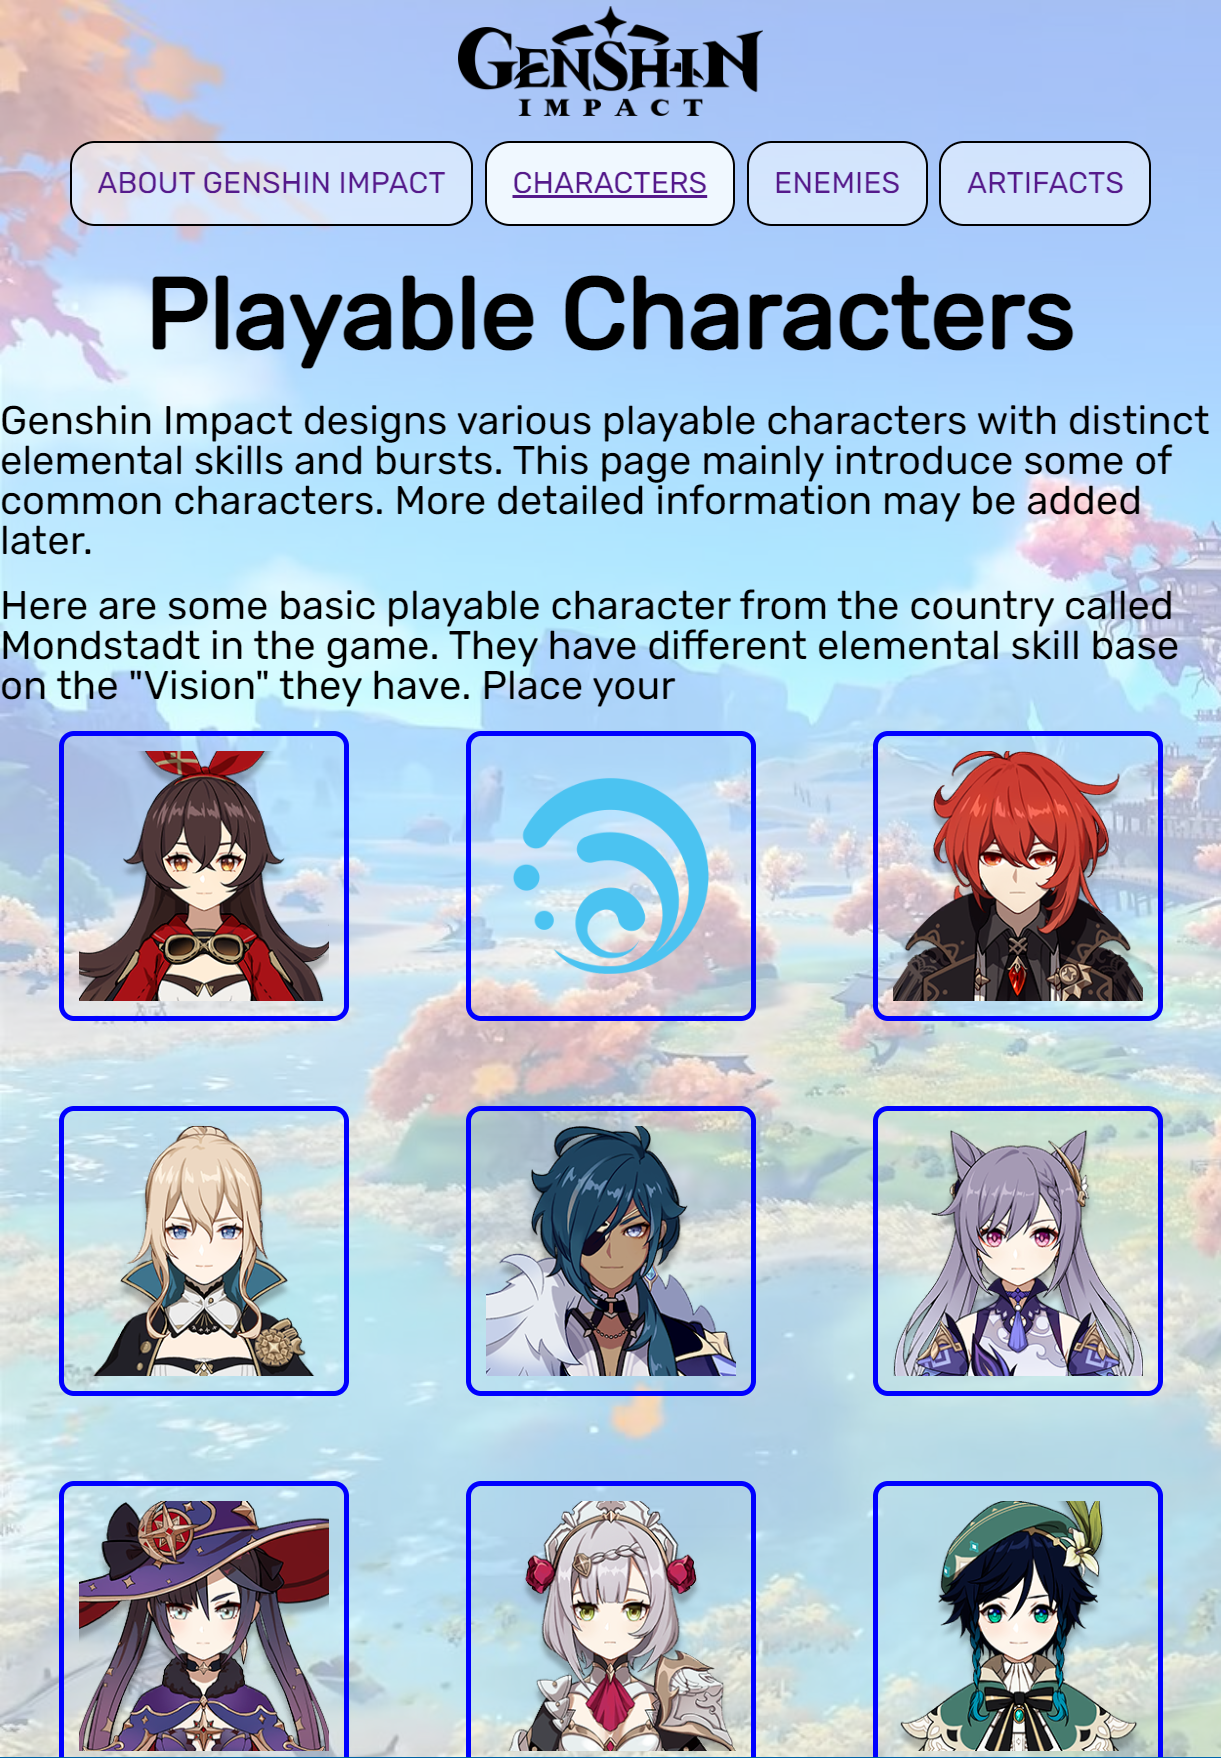 GENSHIN
IMPACT
ABOUT GENSHIN IMPACT
CHARACTERS
ENEMIES
ARTIFACTS
Playable Characters
Genshin Impact designs various playable characters with distinct
elemental skills and bursts. This page mainly introduce some of
common characters. More detailed information may be added
later.
Here are some basic playable character from the country called
Mondstadt in the game. They have different elemental skill base
on the "Vision" they have. Place your